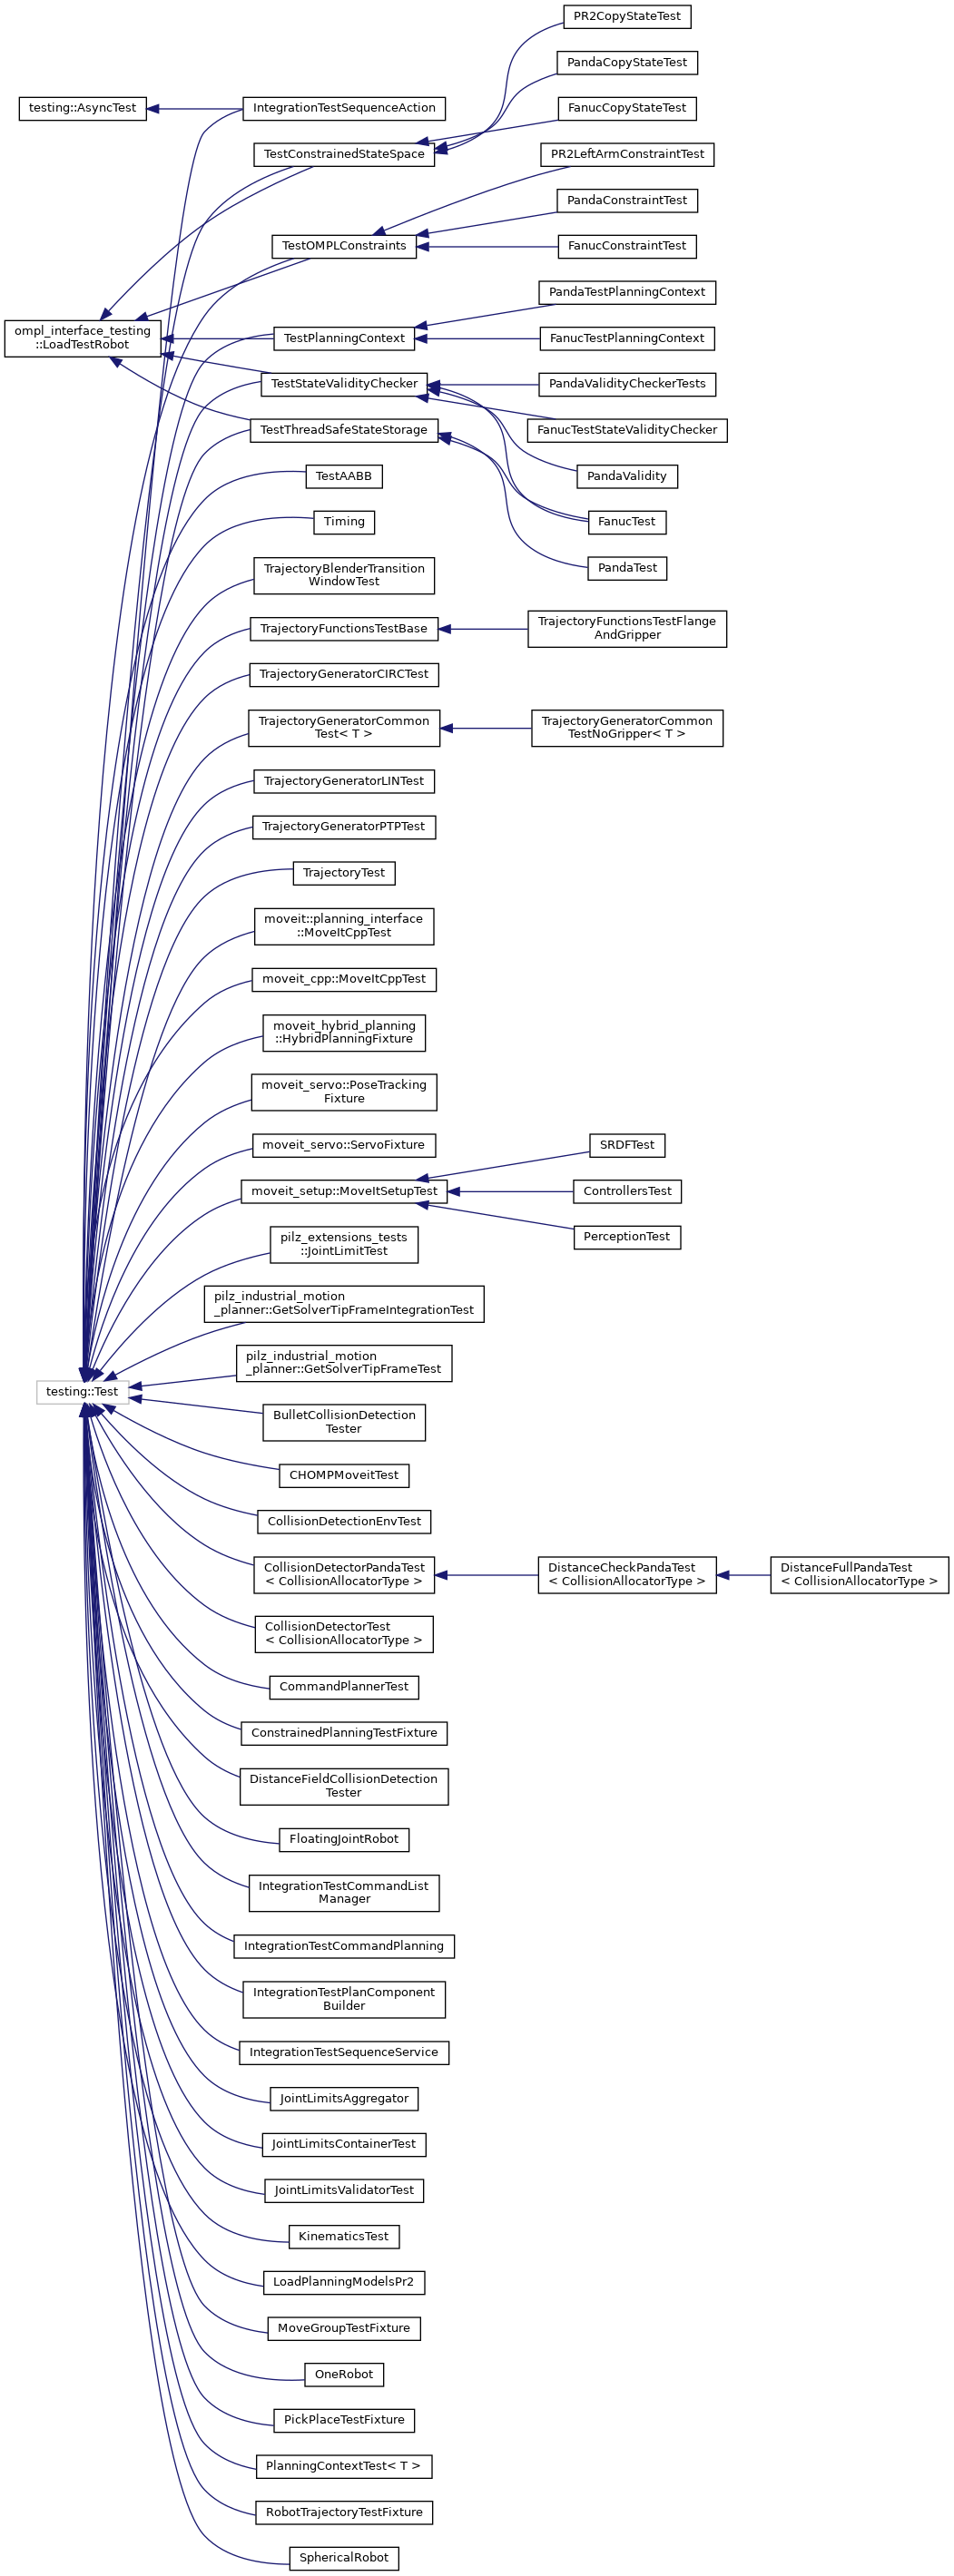 PR2CopyStateTest
PandaCopyStateTest
testing::AsyncTest
IntegrationTestSequenceAction
FanucCopyStateTest
TestConstrainedStateSpace
PR2LeftArmConstraintTest
PandaConstraintTest
TestOMPLConstraints
FanucConstraintTest
PandaTestPlanningContext
ompl_interface_testing
::LoadTestRobot
TestPlanningContext
FanucTestPlanningContext
TestStateValidityChecker
PandaValidityCheckerTests
TestThreadSafeStateStorage
FanucTestStateValidityChecker
TestAABB
PandaValidity
Timing
FanucTest
TrajectoryBlenderTransition
WindowTest
PandaTest
TrajectoryFunctionsTestBase
TrajectoryFunctionsTestFlange
AndGripper
TrajectoryGeneratorCIRCTest
TrajectoryGeneratorCommon
Test< T >
TrajectoryGeneratorCommon
TestNoGripper< T >
TrajectoryGeneratorLINTest
TrajectoryGeneratorPTPTest
TrajectoryTest
moveit::planning_interface
::MoveItCppTest
moveit_cpp::MoveItCppTest
moveit_hybrid_planning
::HybridPlanningFixture
moveit_servo::PoseTracking
Fixture
moveit_servo::ServoFixture
SRDFTest
moveit_setup::MoveItSetupTest
ControllersTest
PerceptionTest
pilz_extensions_tests
::JointLimitTest
pilz_industrial_motion
_planner::GetSolverTipFrameIntegrationTest
pilz_industrial_motion
_planner::GetSolverTipFrameTest
testing::Test
BulletCollisionDetection
Tester
CHOMPMoveitTest
CollisionDetectionEnvTest
CollisionDetectorPandaTest
< CollisionAllocatorType >
DistanceCheckPandaTest
< CollisionAllocatorType >
DistanceFullPandaTest
< CollisionAllocatorType >
CollisionDetectorTest
< CollisionAllocatorType >
CommandPlannerTest
ConstrainedPlanningTestFixture
DistanceFieldCollisionDetection
Tester
FloatingJointRobot
IntegrationTestCommandList
Manager
IntegrationTestCommandPlanning
IntegrationTestPlanComponent
Builder
IntegrationTestSequenceService
JointLimitsAggregator
JointLimitsContainerTest
JointLimitsValidatorTest
KinematicsTest
LoadPlanningModelsPr2
MoveGroupTestFixture
OneRobot
PickPlaceTestFixture
PlanningContextTest< T >
RobotTrajectoryTestFixture
SphericalRobot